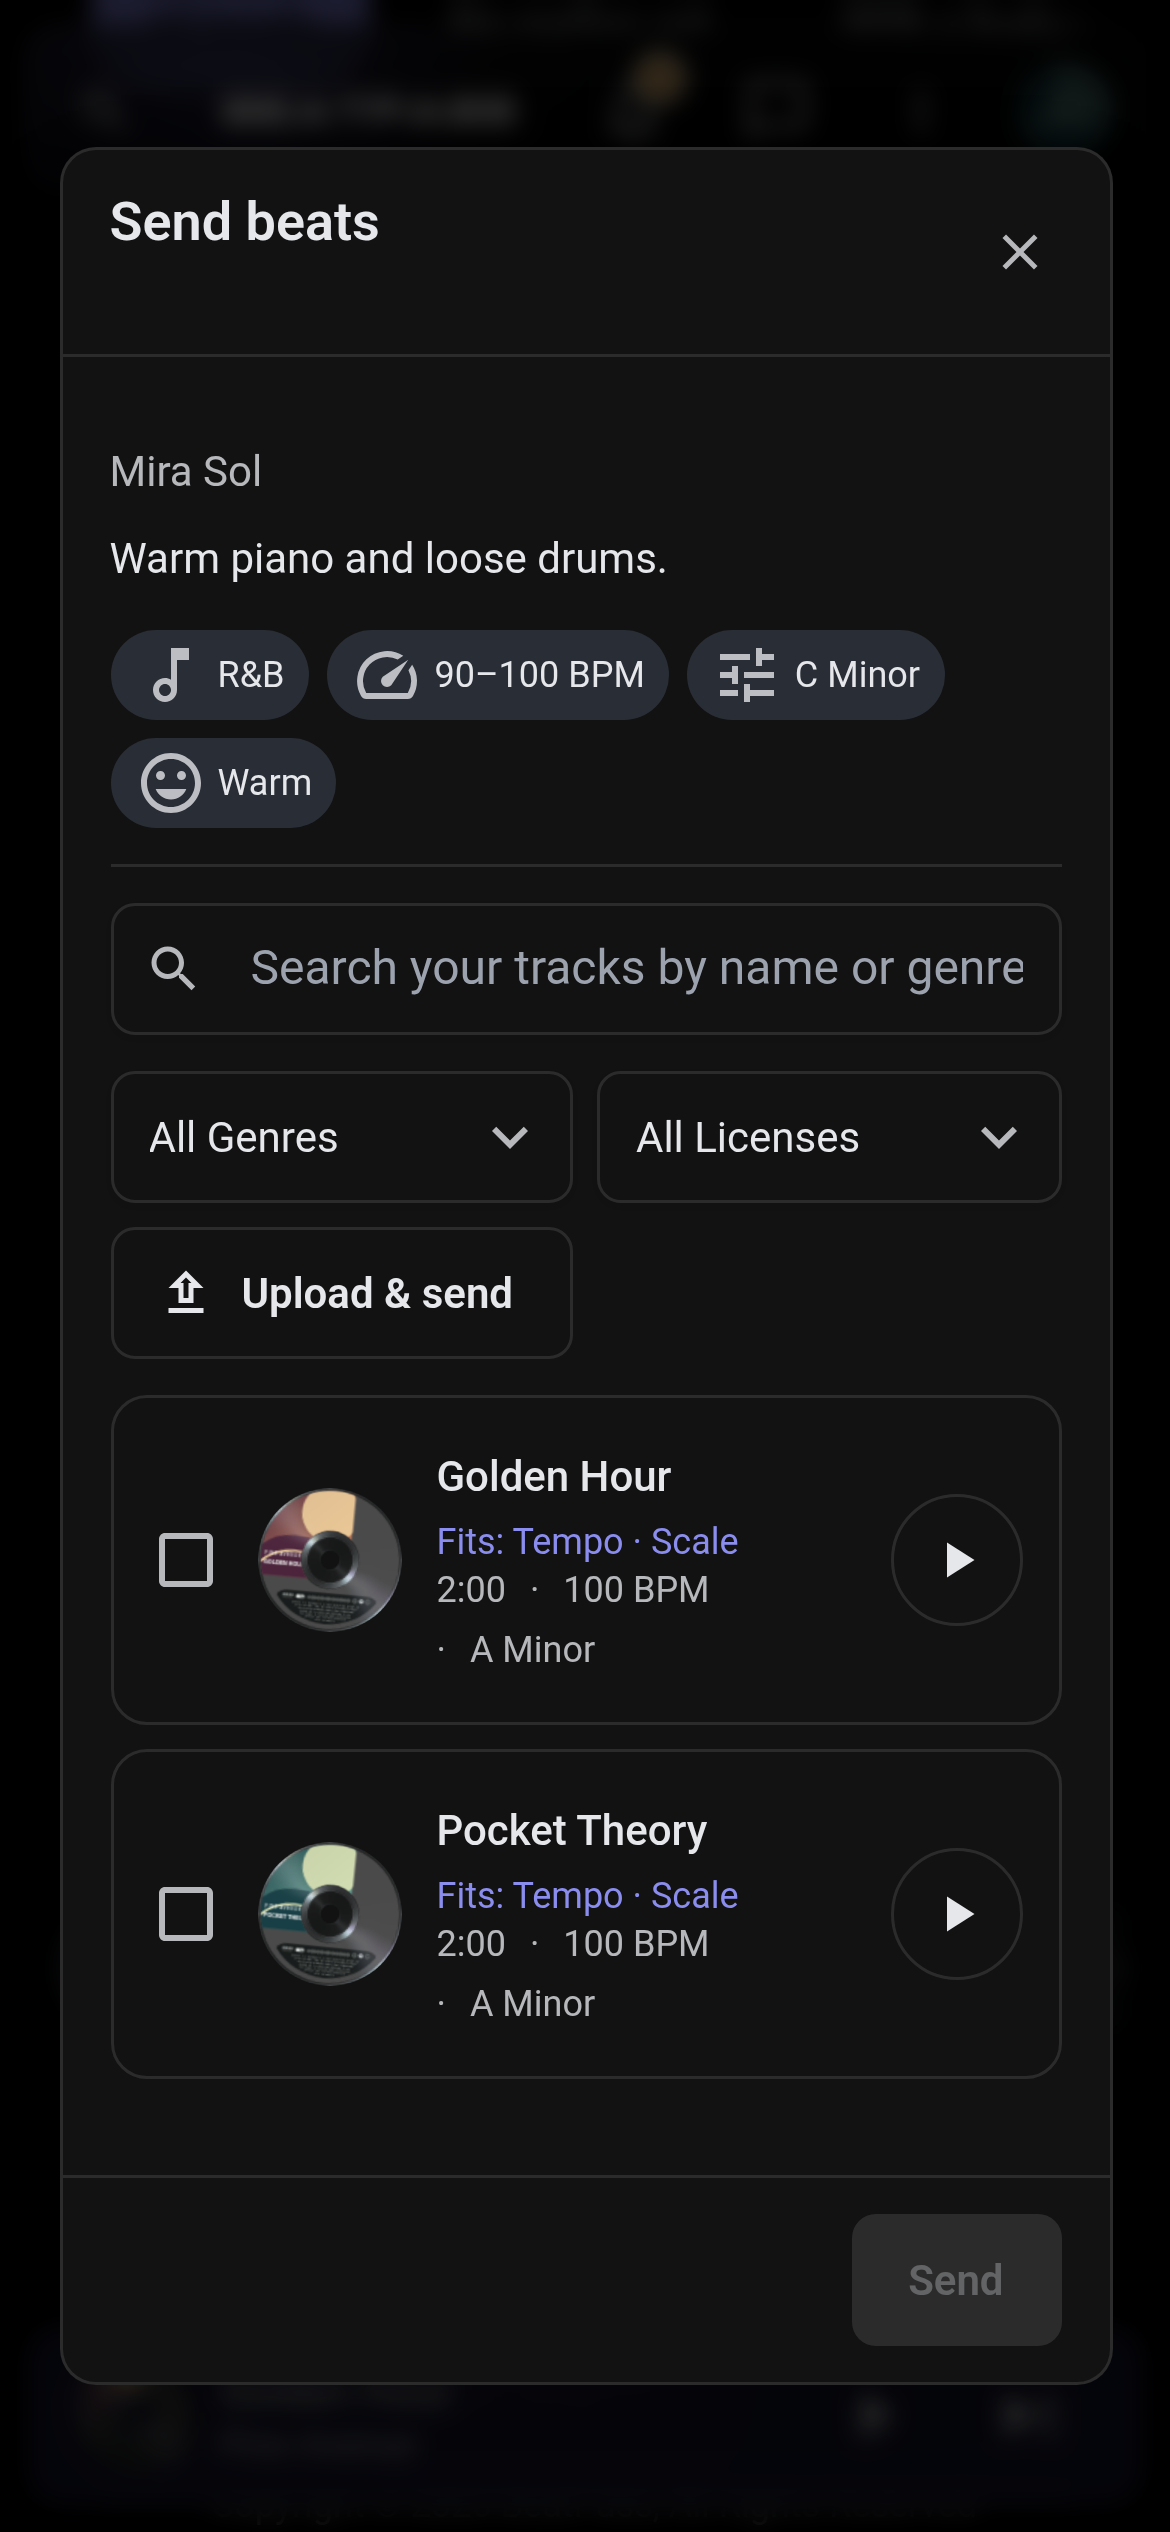 Send beats
Mira Sol
Warm piano and loose drums.
R&B
90–100 BPM
C Minor
Warm
Search your tracks by name or genre
All Genres
All Licenses
Upload & send
Golden Hour
Fits: Tempo · Scale
2:00 · 100 BPM
· A Minor
Pocket Theory
Fits: Tempo · Scale
2:00 · 100 BPM
· A Minor
Send